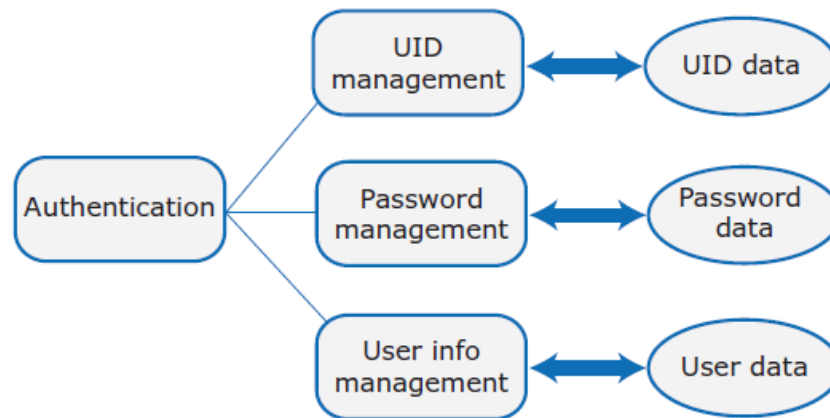 UID
management
UID data
Authentication
Password
management
Password
data
User info
management
User data